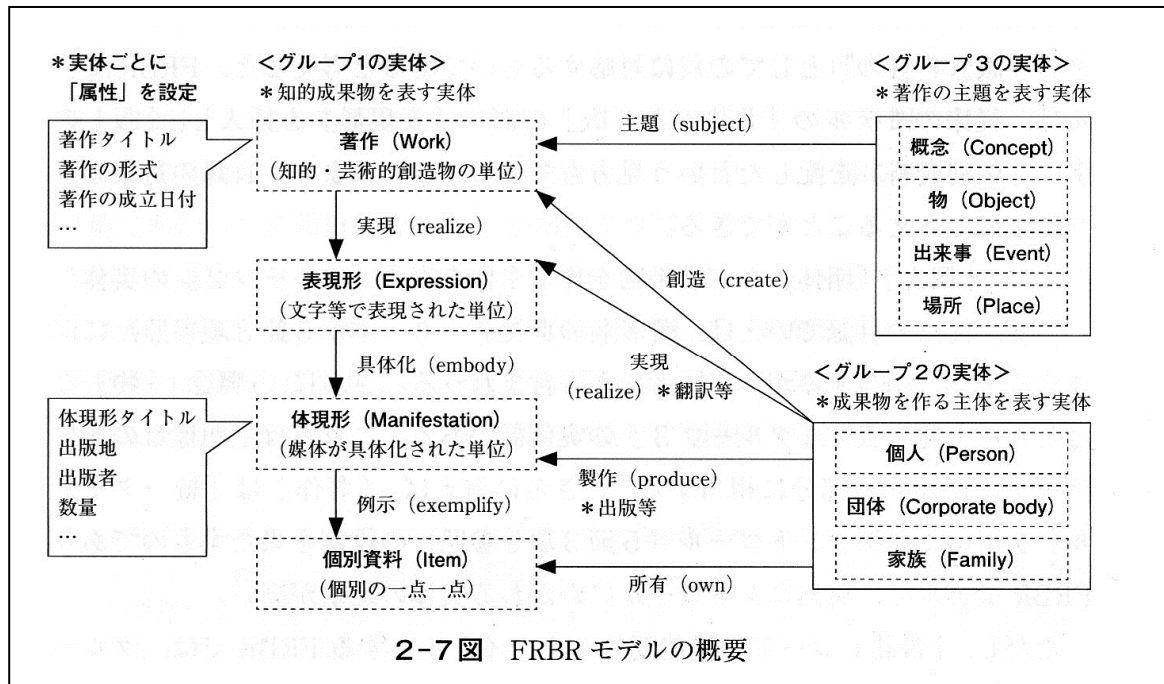 *実体ごとに
「属性」を設定
著作タイトル
著作の形式
著作の成立日付
…
体現形タイトル
出版地
出版者
数量
…
<グループ1の実体>
*知的成果物を表す実体
著作（Work）
（知的・芸術的創造物の単位）
実現（realize）
表現形（Expression）
（文字等で表現された単位）
具体化（embody）
体現形（Manifestation）
（媒体が具体化された単位）
例示（exemplify）
個別資料（Item）
（個別の一点一点）
主題（subject）
創造（create）
実現
（realize）*翻訳等
製作（produce）
*出版等
所有（own）
<グループ3の実体>
*著作の主題を表す実体
概念（Concept）
物（Object）
出来事（Event）
場所（Place）
<グループ2の実体>
*成果物を作る主体を表す実体
個人（Person）
団体（Corporate body）
家族（Family）
2-7図 FRBRモデルの概要